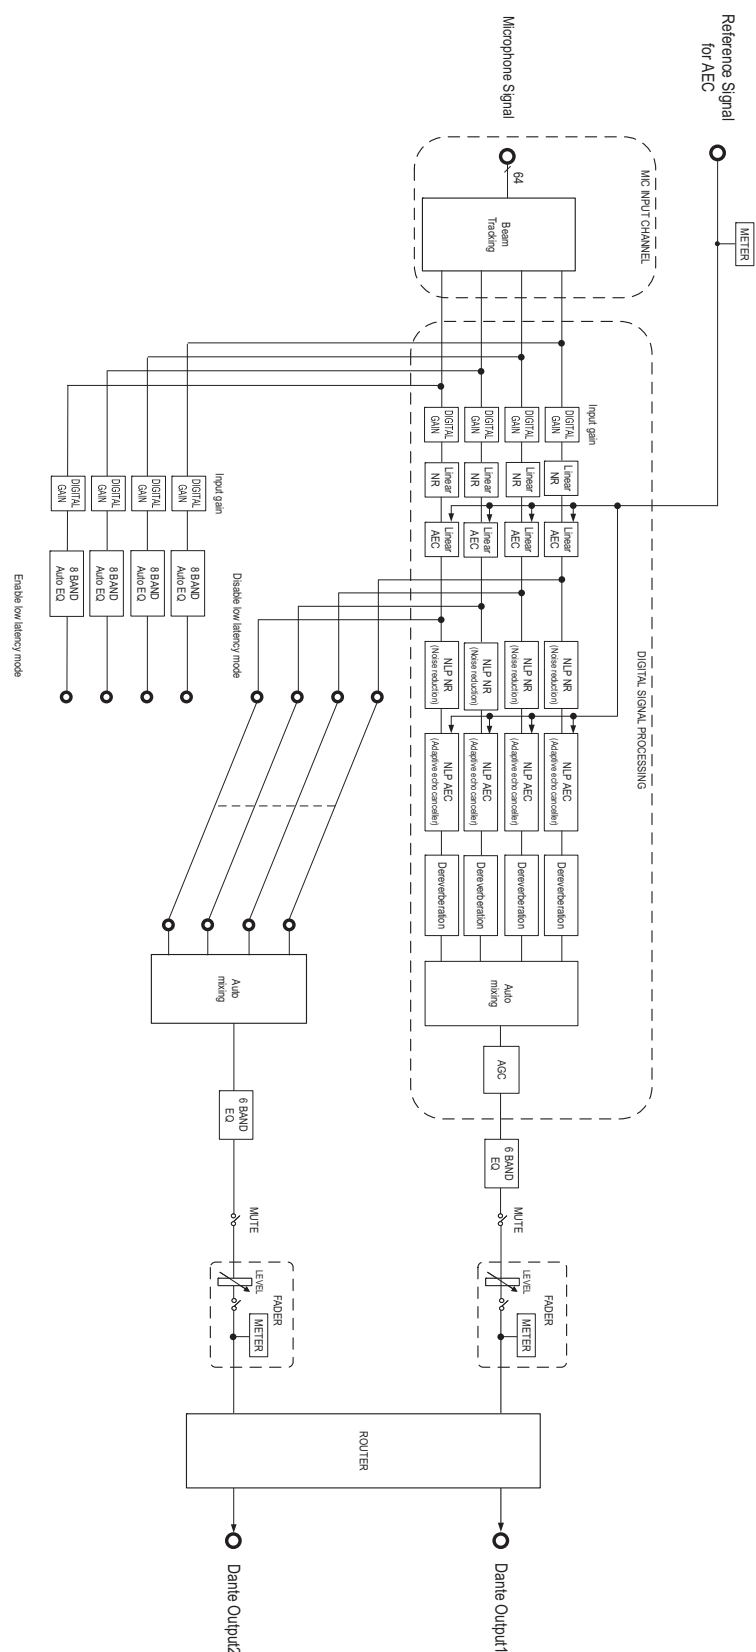 Reference Signal
for AEC
METER
Microphone Signal
64
MIC INPUT CHANNEL
Beam
Tracking
DIGITAL SIGNAL PROCESSING
Input gain
DIGITAL
GAIN
Linear
NR
Linear
AEC
NLP NR
(Noise reduction)
NLP AEC
(Adaptive echo canceller)
Dereverberation
DIGITAL
GAIN
Linear
NR
Linear
AEC
NLP NR
(Noise reduction)
NLP AEC
(Adaptive echo canceller)
Dereverberation
DIGITAL
GAIN
Linear
NR
Linear
AEC
NLP NR
(Noise reduction)
NLP AEC
(Adaptive echo canceller)
Dereverberation
DIGITAL
GAIN
Linear
NR
Linear
AEC
NLP NR
(Noise reduction)
NLP AEC
(Adaptive echo canceller)
Dereverberation
Auto
mixing
AGC
6 BAND
EQ
MUTE
FADER
LEVEL
METER
ROUTER
Dante Output1
Disable low latency mode
Auto
mixing
6 BAND
EQ
MUTE
FADER
LEVEL
METER
Dante Output2
Input gain
DIGITAL
GAIN
8 BAND
Auto EQ
DIGITAL
GAIN
8 BAND
Auto EQ
DIGITAL
GAIN
8 BAND
Auto EQ
DIGITAL
GAIN
8 BAND
Auto EQ
Enable low latency mode